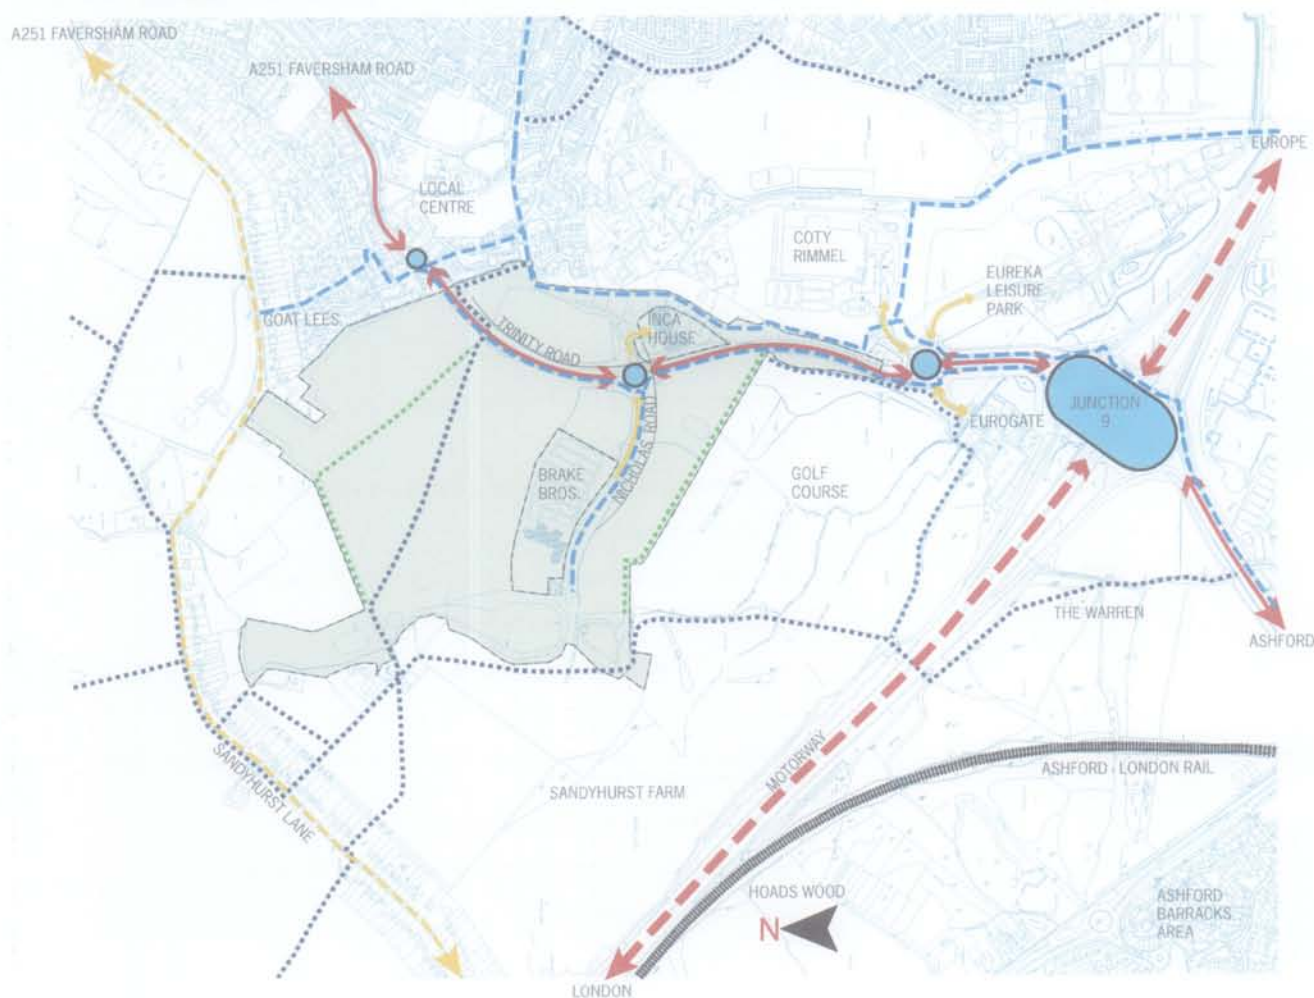 A251 FAVERSHAM ROAD
A251 FAVERSHAM ROAD
EUROPE
LOCAL
CENTRE
COTY
RIMMEL
EUREKA
LEISURE
PARK
GOAT LEES
TRINITY ROAD
INCA
HOUSE
JUNCTION
9
EUROGATE
NICHOLAS ROAD
BRAKE
BROS.
GOLF
COURSE
THE WARREN
ASHFORD
MOTORWAY
SANDYHURST LANE
SANDYHURST FARM
ASHFORD - LONDON RAIL
HOADS WOOD
N
ASHFORD
BARRACKS
AREA
LONDON